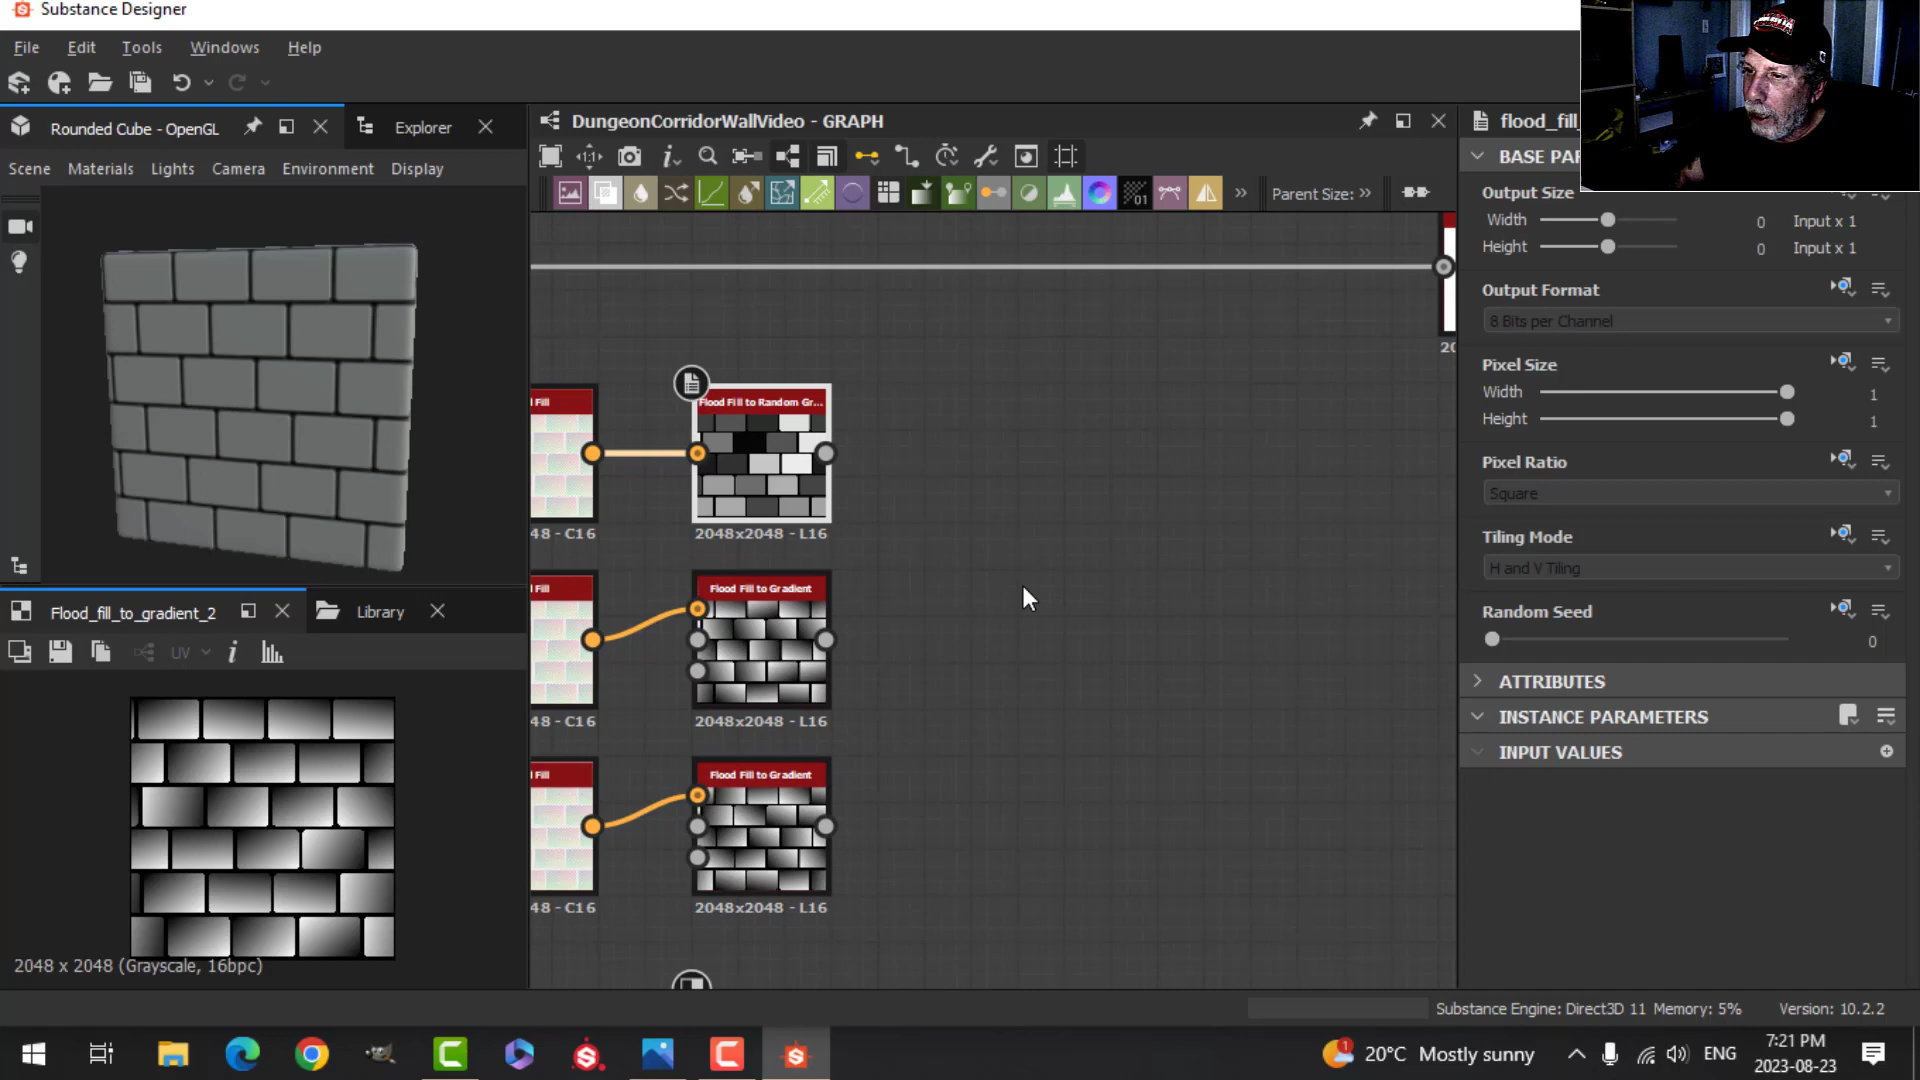 Substance Designer
File Edit Tools Windows Help
Rounded Cube - OpenGL
Explorer
DungeonCorridorWallVideo - GRAPH
flood_fill_
Scene Materials Lights Camera Environment Display
BASE PAR
01
Parent Size:
Output Size
Width 0 Input x 1
Height 0 Input x 1
Output Format
8 Bits per Channel
Pixel Size
Width 1
Height 1
Pixel Ratio
Square
Tiling Mode
H and V Tiling
Random Seed
0
ATTRIBUTES
INSTANCE PARAMETERS
INPUT VALUES
20
d Fill
Flood Fill to Random Gr...
48 - C16
2048x2048 - L16
d Fill
Flood Fill to Gradient
48 - C16
2048x2048 - L16
d Fill
Flood Fill to Gradient
48 - C16
2048x2048 - L16
Flood_fill_to_gradient_2
Library
UV
2048 x 2048 (Grayscale, 16bpc)
Substance Engine: Direct3D 11 Memory: 5% Version: 10.2.2
1
20°C Mostly sunny
ENG
7:21 PM
2023-08-23